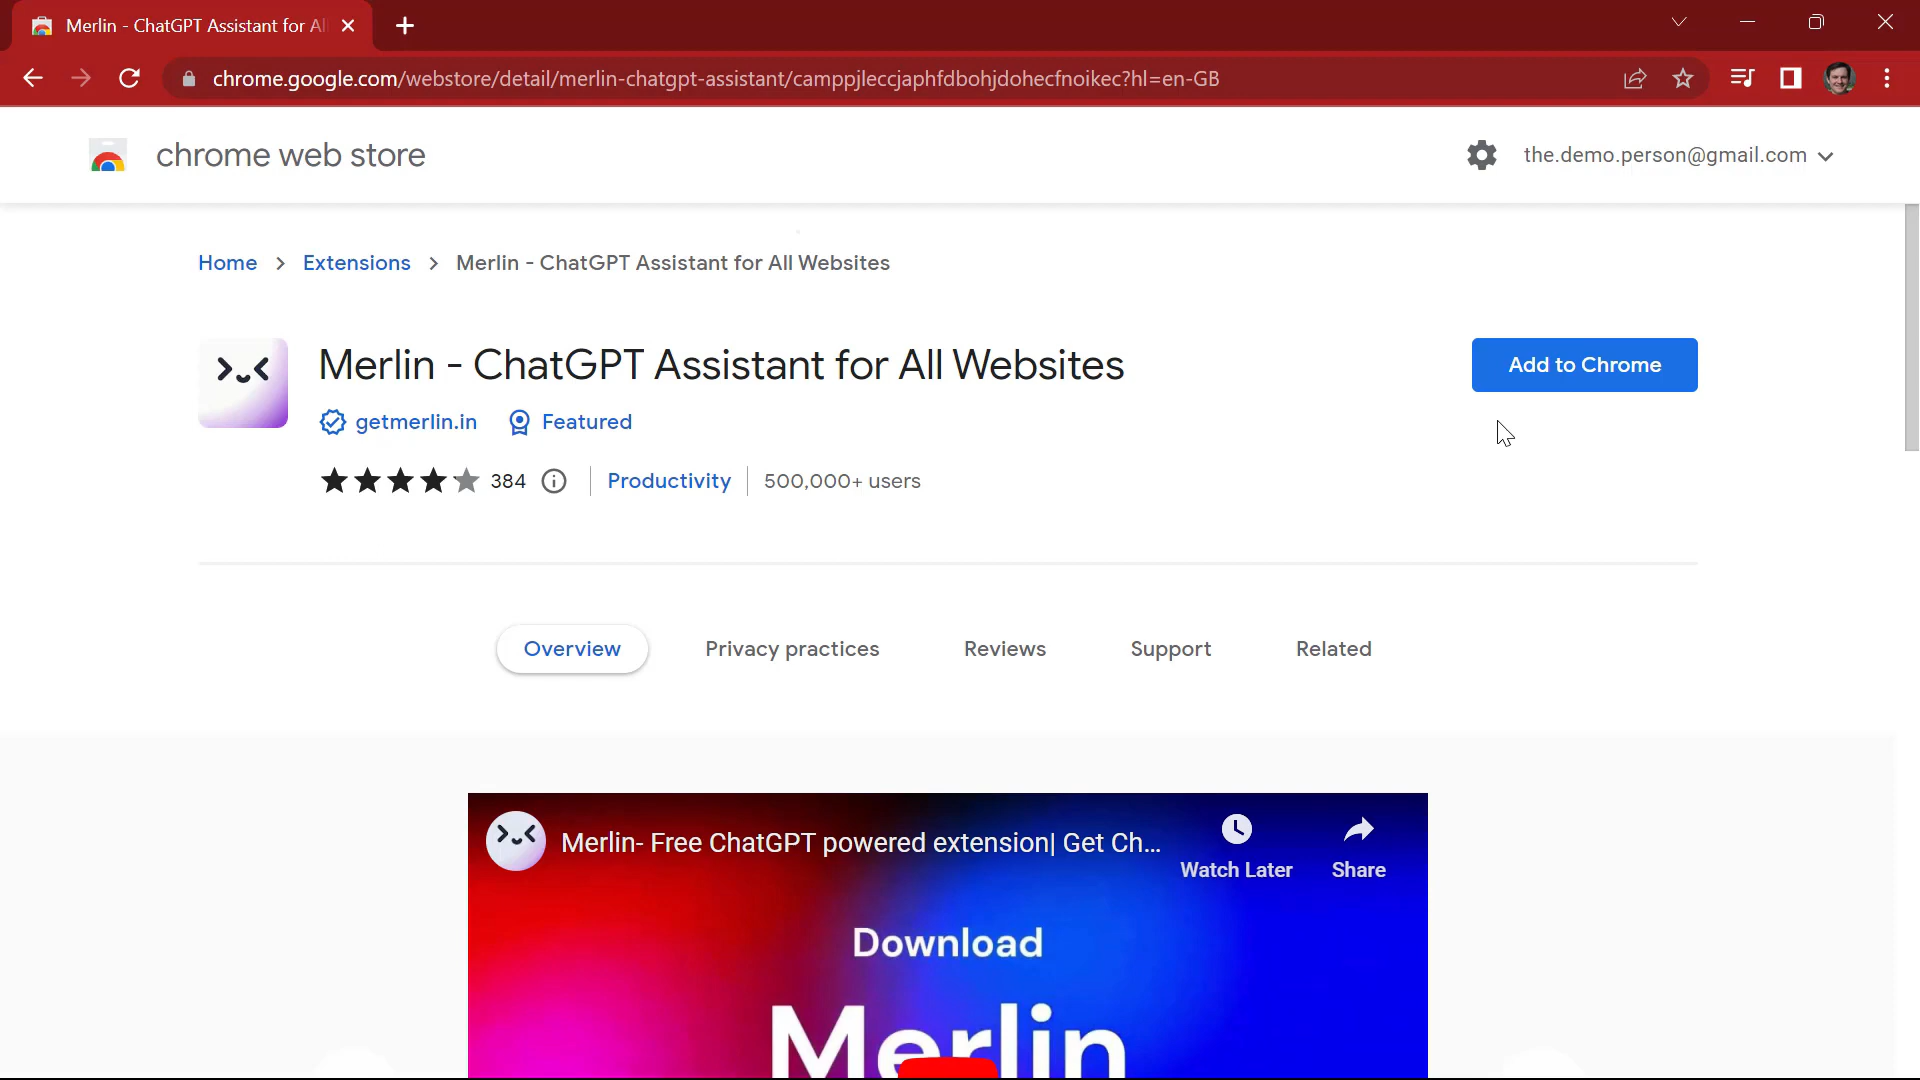 Merlin - ChatGPT Assistant for Al
chrome.google.com/webstore/detail/merlin-chatgpt-assistant/camppjleccjaphfdbohjdohecfnoikec?hl=en-GB
chrome web store
the.demo.person@gmail.com
Home > Extensions > Merlin - ChatGPT Assistant for All Websites
Merlin - ChatGPT Assistant for All Websites
Add to Chrome
getmerlin.in Featured
384 Productivity 500,000+ users
Overview Privacy practices Reviews Support Related
Merlin- Free ChatGPT powered extension| Get Ch...
Watch Later Share
Download
Merlin